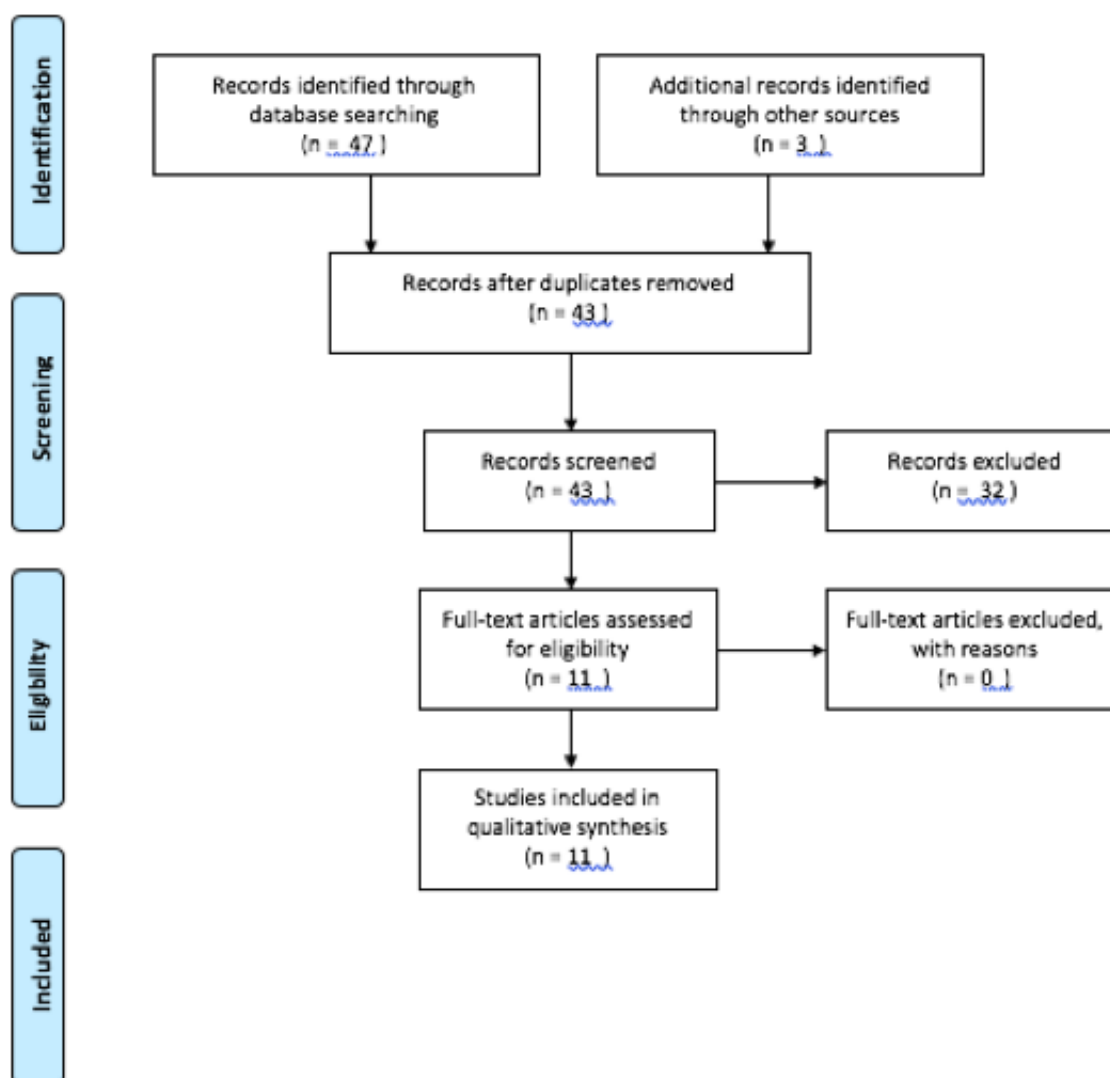 Identification
Records identified through
database searching
(n = 47 )
Additional records identified
through other sources
(n = 3 )
Records after duplicates removed
(n = 43 )
Screening
Records screened
(n = 43 )
Records excluded
(n = 32 )
Eligibility
Full-text articles assessed
for eligibility
(n = 11 )
Full-text articles excluded,
with reasons
(n = 0 )
Studies included in
qualitative synthesis
(n = 11 )
Included